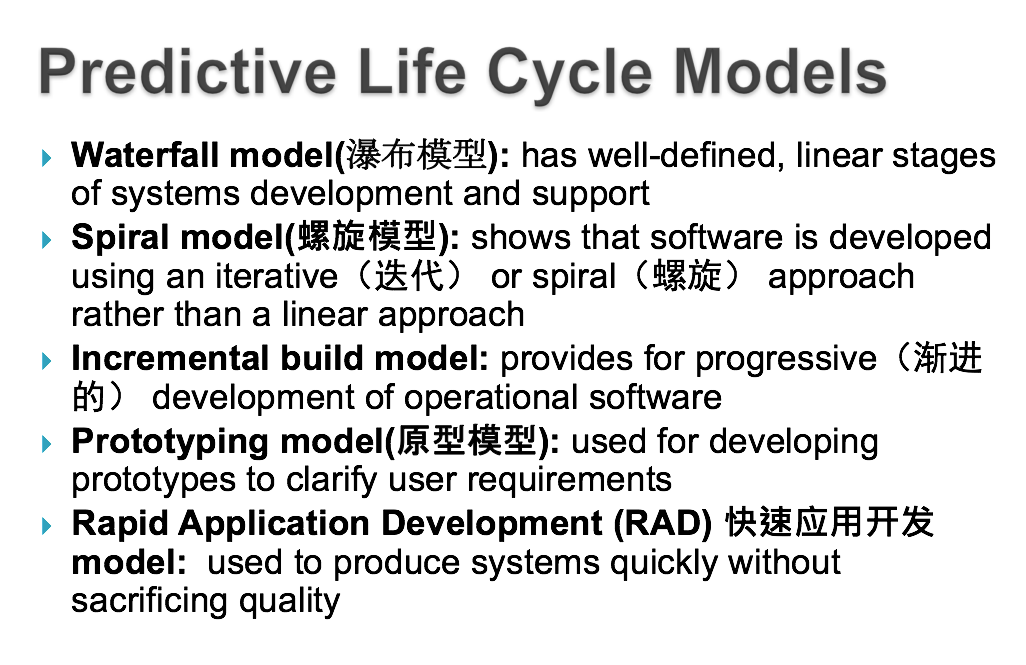 Predictive Life Cycle Models
Waterfall model(瀑布模型): has well-defined, linear stages
of systems development and support
Spiral model(螺旋模型): shows that software is developed
using an iterative（迭代） or spiral（螺旋） approach
rather than a linear approach
Incremental build model: provides for progressive（渐进
的） development of operational software
Prototyping model(原型模型): used for developing
prototypes to clarify user requirements
Rapid Application Development (RAD) 快速应用开发
model: used to produce systems quickly without
sacrificing quality